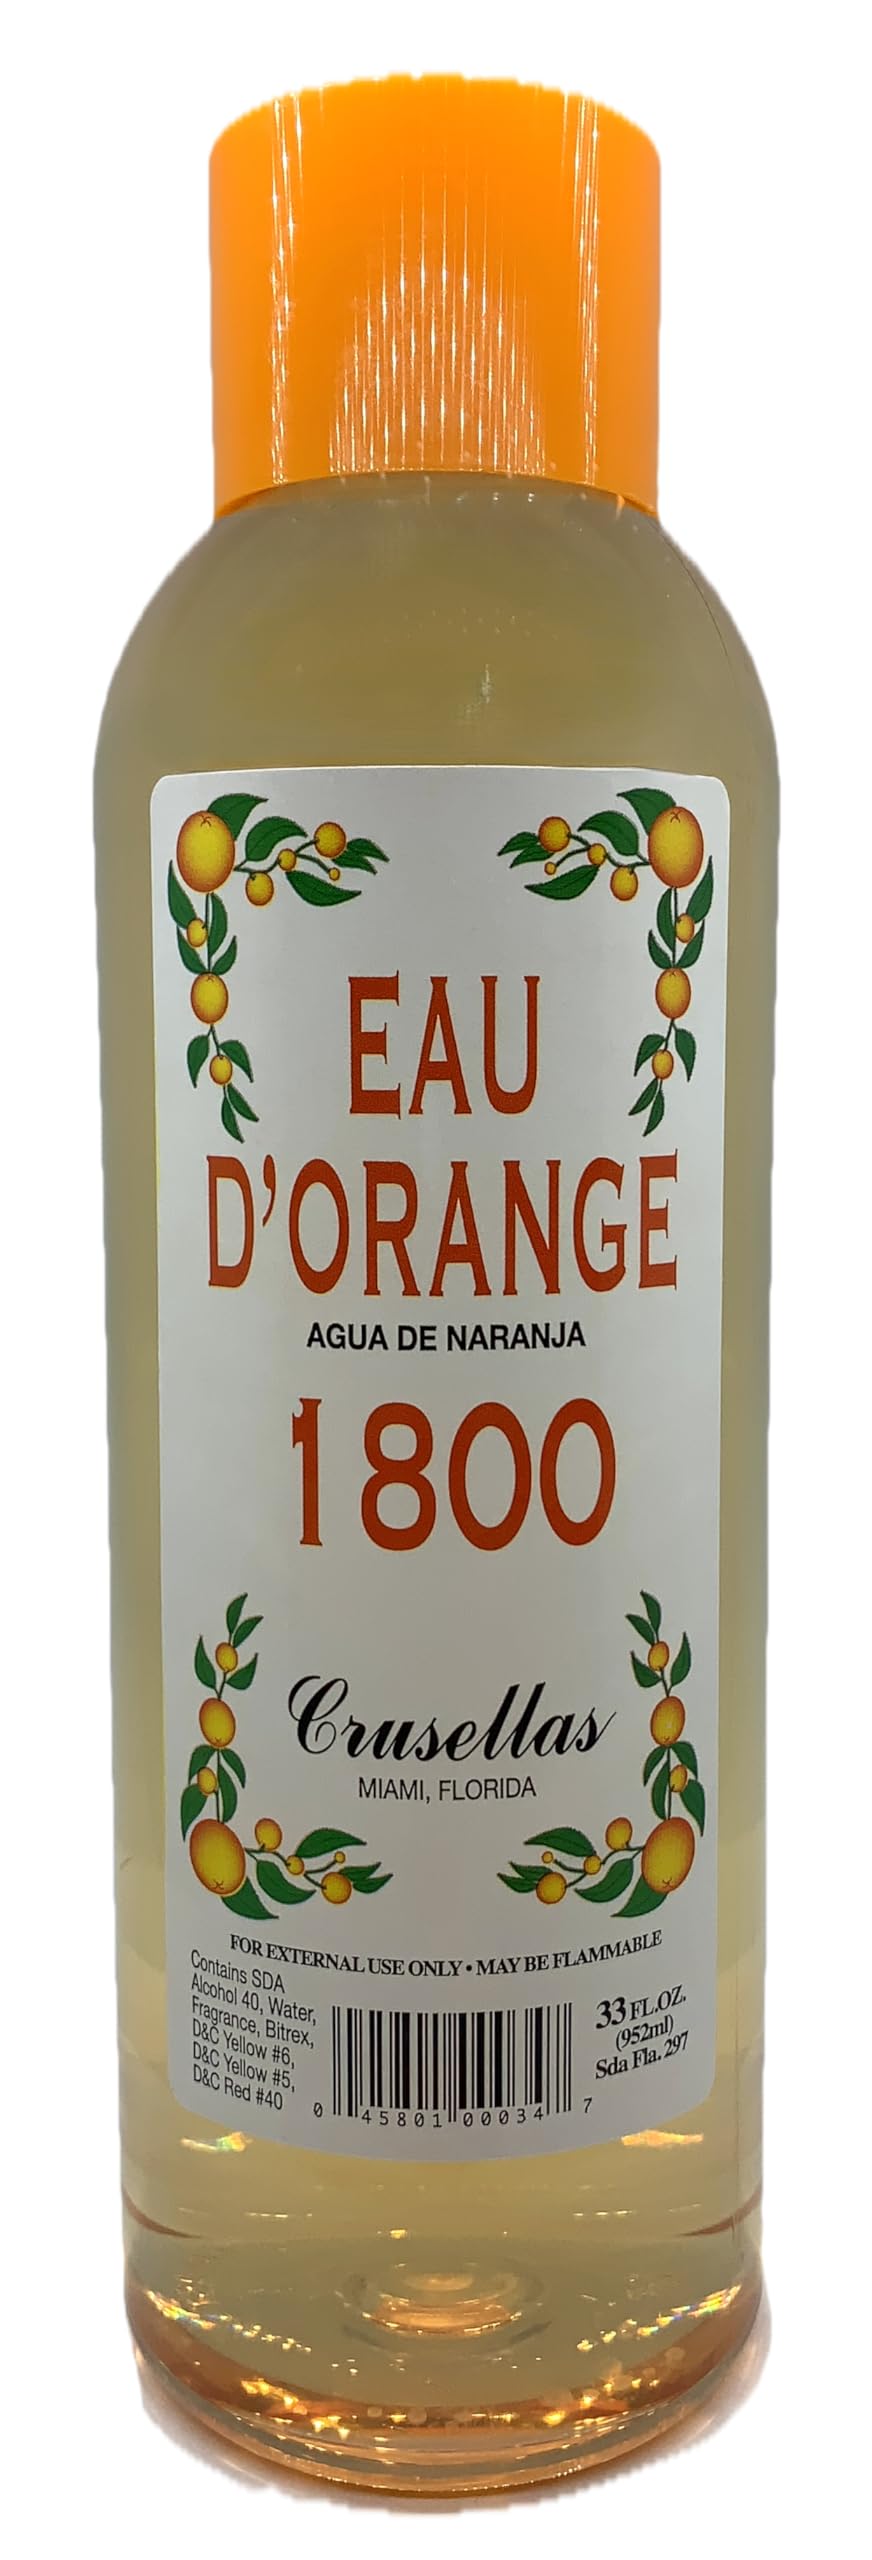 EAU
D'ORANGE
AGUA DE NARANJA
1800
Crusellas
MIAMI, FLORIDA
FOR EXTERNAL USE ONLY • MAY BE FLAMMABLE
Contains SDA
Alcohol 40, Water,
Fragrance, Bitrex,
D&C Yellow #6,
D&C Yellow #5,
D&C Red #40
0 45801 00034 7
33 FL.OZ.
(952ml)
Sda Fla. 297